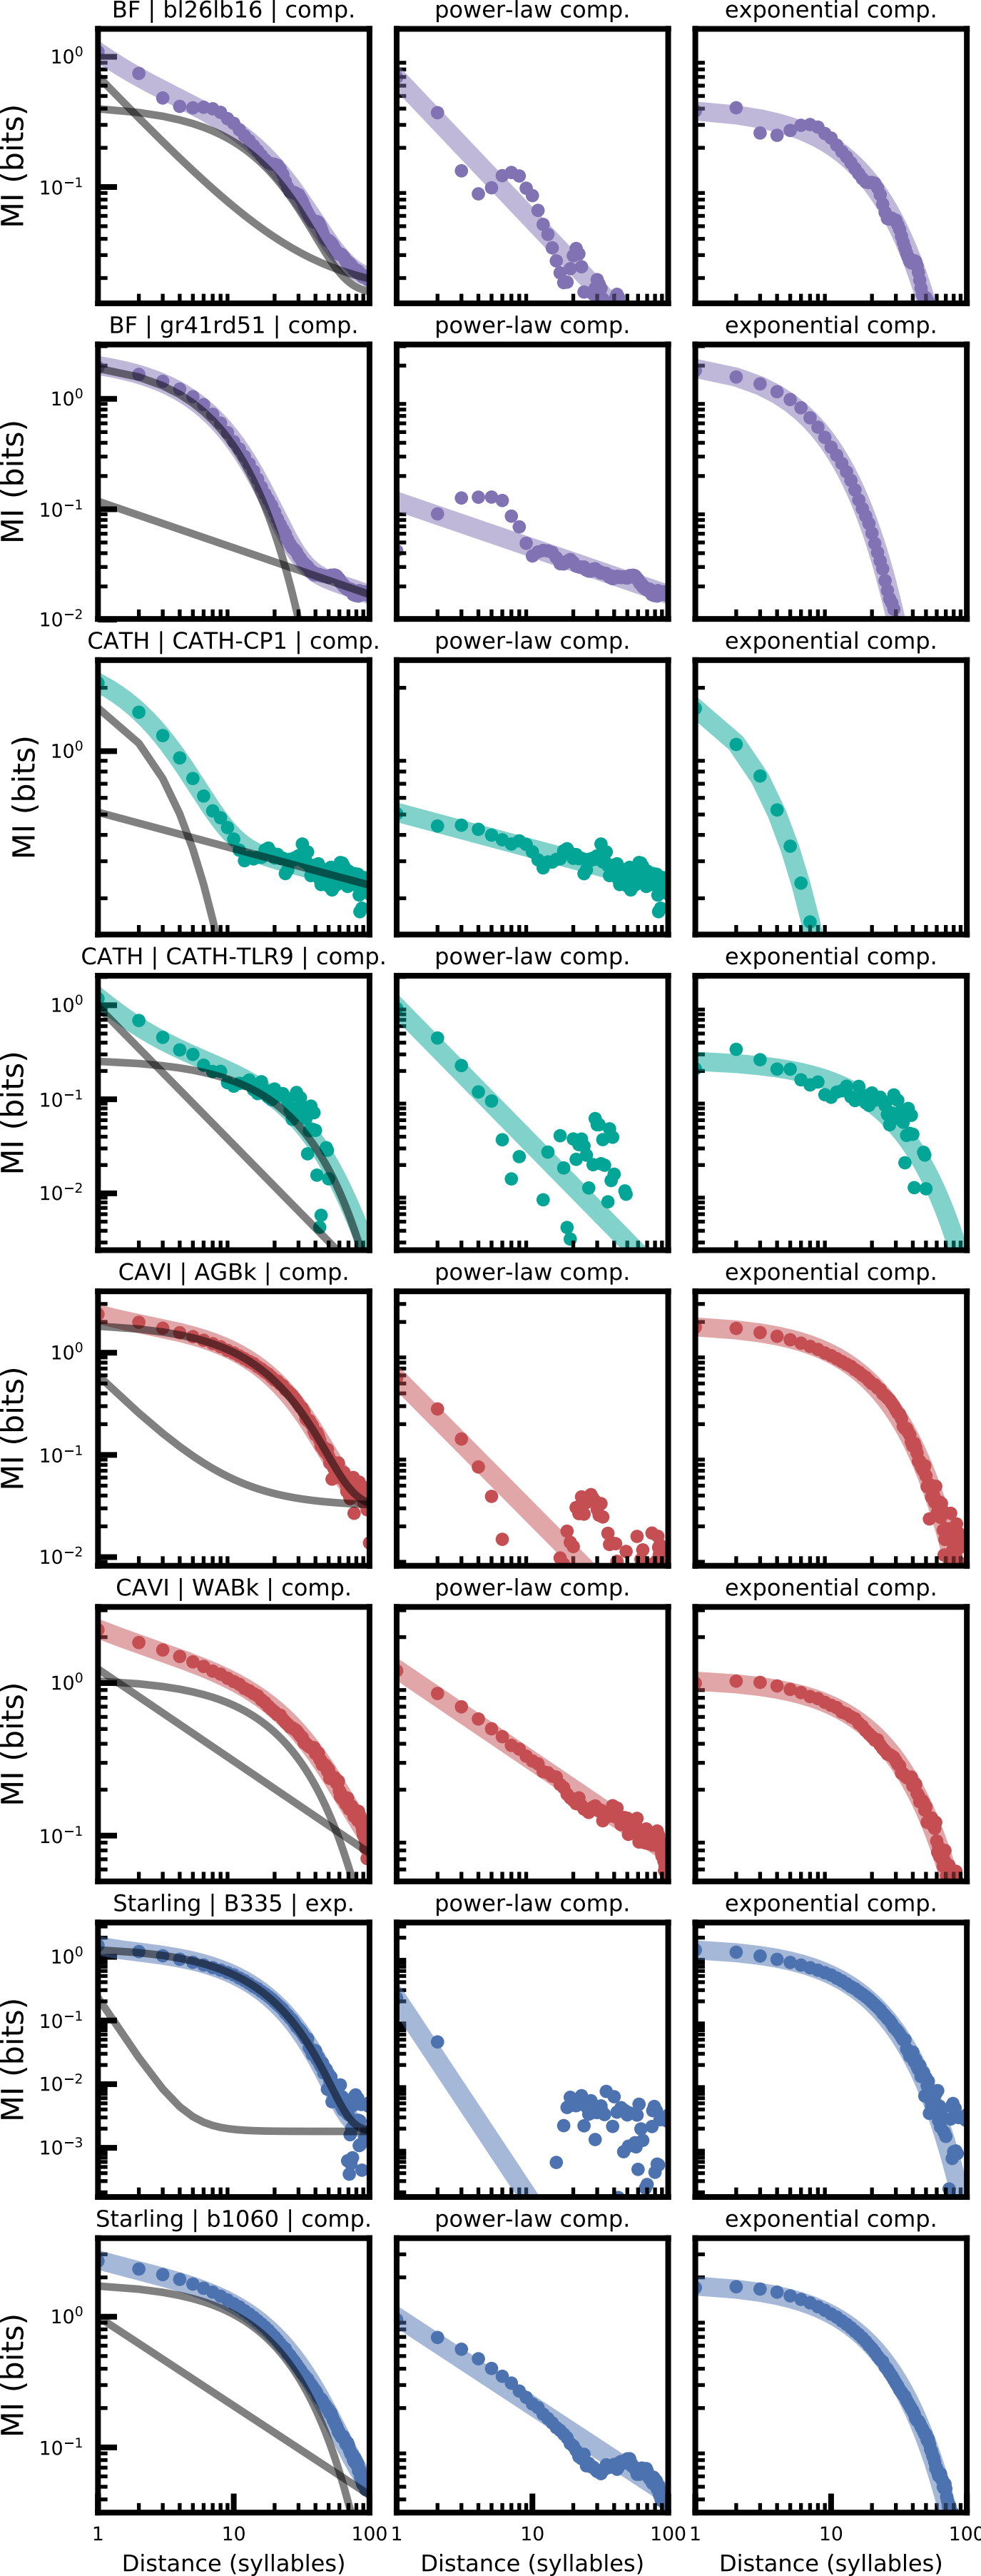 BF | bl26lb16 | comp. power-law comp. exponential comp.
10⁰
10⁻¹
MI (bits)
BF | gr41rd51 | comp. power-law comp. exponential comp.
10⁰
10⁻¹
10⁻²
MI (bits)
CATH | CATH-CP1 | comp. power-law comp. exponential comp.
10⁰
MI (bits)
CATH | CATH-TLR9 | comp. power-law comp. exponential comp.
10⁰
10⁻¹
10⁻²
MI (bits)
CAVI | AGBk | comp. power-law comp. exponential comp.
10⁰
10⁻¹
10⁻²
MI (bits)
CAVI | WABk | comp. power-law comp. exponential comp.
10⁰
10⁻¹
MI (bits)
Starling | B335 | exp. power-law comp. exponential comp.
10⁰
10⁻¹
10⁻²
10⁻³
MI (bits)
Starling | b1060 | comp. power-law comp. exponential comp.
10⁰
10⁻¹
MI (bits)
1 10 100 1 10 100 1 10 100
Distance (syllables) Distance (syllables) Distance (syllables)